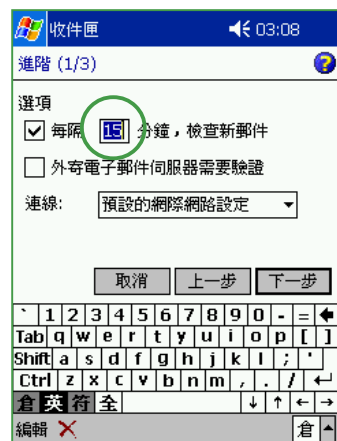 收件匣 03:08
進階 (1/3)
選項
每隔 15 分鐘，檢查新郵件
外寄電子郵件伺服器需要驗證
連線: 預設的網際網路設定
取消 上一步 下一步
` 1 2 3 4 5 6 7 8 9 0 - = ←
Tab q w e r t y u i o p [ ]
Shift a s d f g h j k l ; '
Ctrl z x c v b n m , . / ↵
倉 英 符 全 ↓ ↑ ← →
編輯 倉